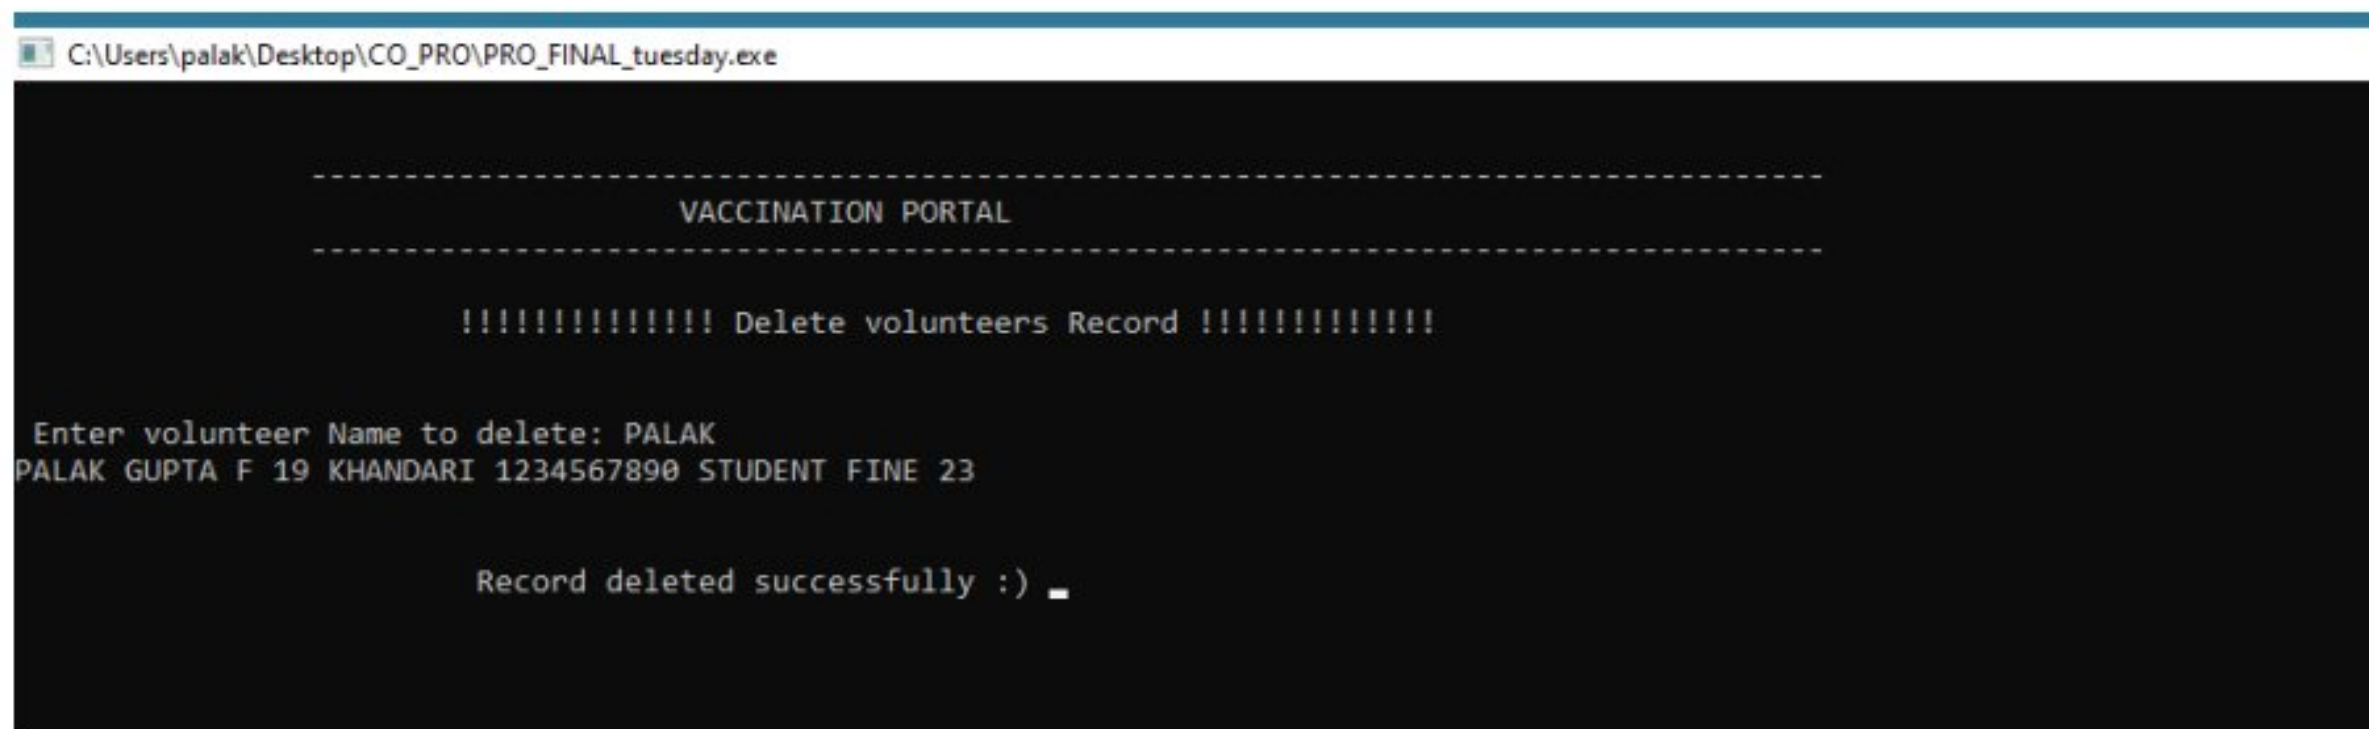 C:\Users\palak\Desktop\CO_PRO\PRO_FINAL_tuesday.exe
----------------------------------------------------------------------------------
VACCINATION PORTAL
----------------------------------------------------------------------------------
!!!!!!!!!!!!!! Delete volunteers Record !!!!!!!!!!!!!
Enter volunteer Name to delete: PALAK
PALAK GUPTA F 19 KHANDARI 1234567890 STUDENT FINE 23
Record deleted successfully :)